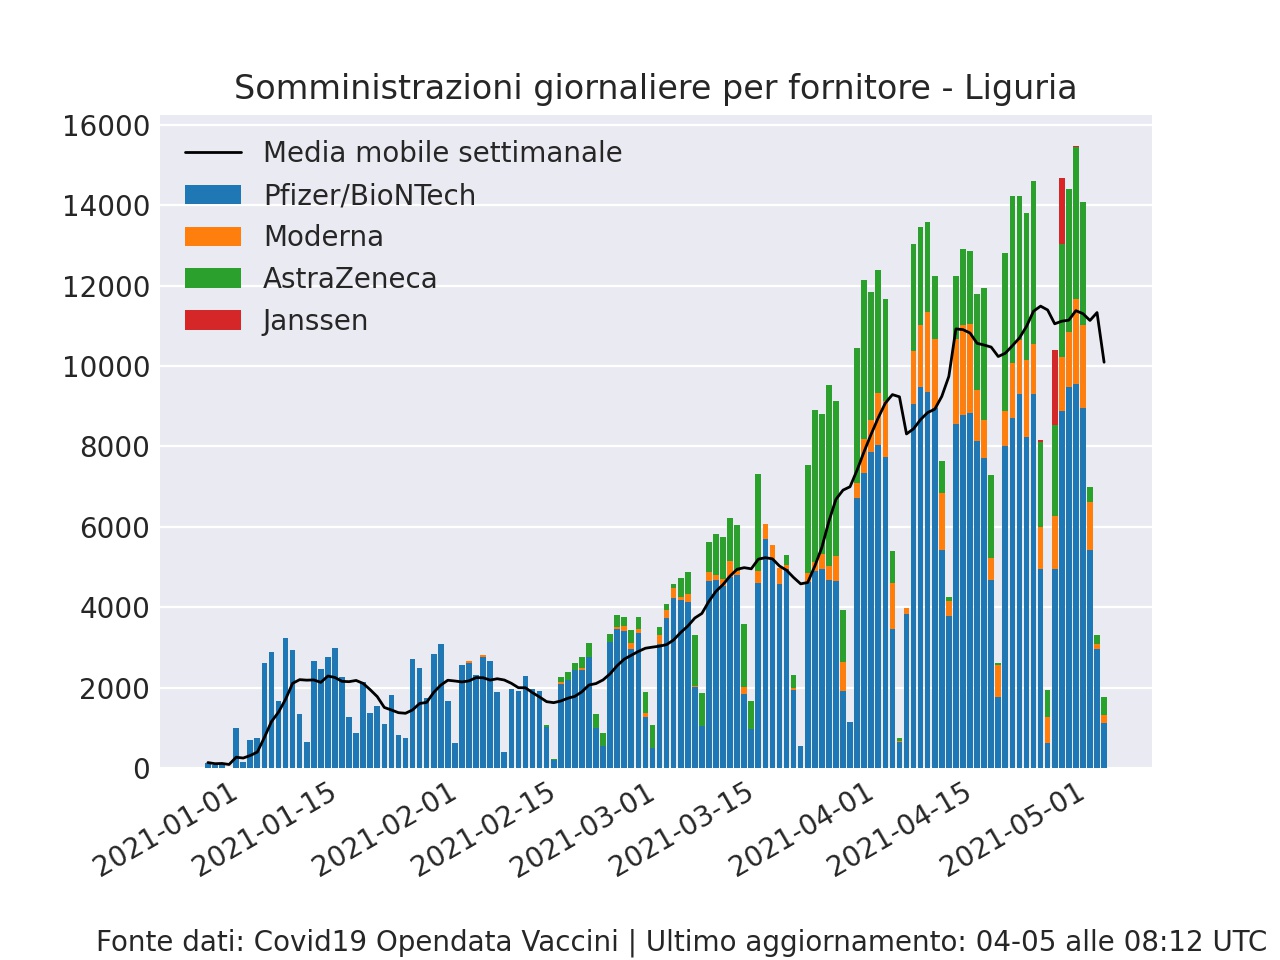 Somministrazioni giornaliere per fornitore - Liguria
16000
14000
12000
10000
8000
6000
4000
2000
0
Media mobile settimanale
Pfizer/BioNTech
Moderna
AstraZeneca
Janssen
2021-01-01
2021-01-15
2021-02-01
2021-02-15
2021-03-01
2021-03-15
2021-04-01
2021-04-15
2021-05-01
Fonte dati: Covid19 Opendata Vaccini | Ultimo aggiornamento: 04-05 alle 08:12 UTC